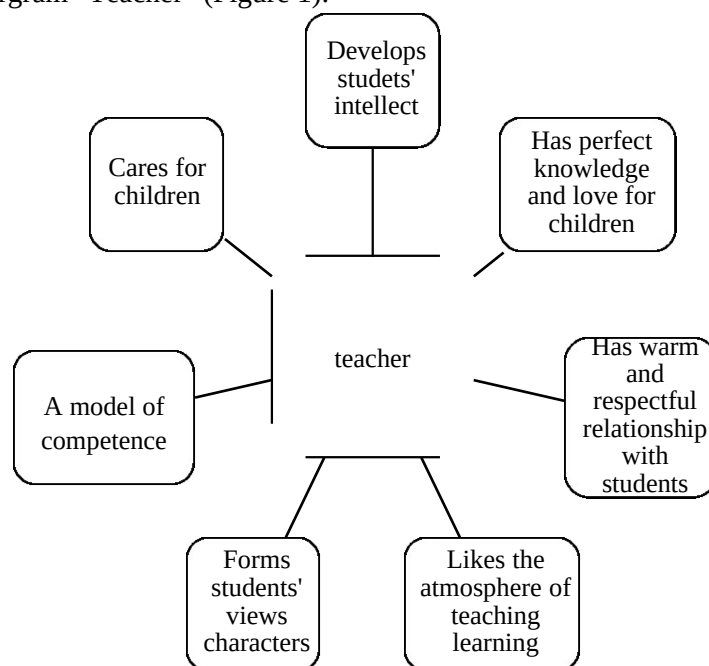 Teacher" (Figure 1).
Develops
studets'
intellect
Cares for
children
Has perfect
knowledge
and love for
children
teacher
A model of
competence
Has warm
and
respectful
relationship
with
students
Forms
students'
views
characters
Likes the
atmosphere of
teaching
learning